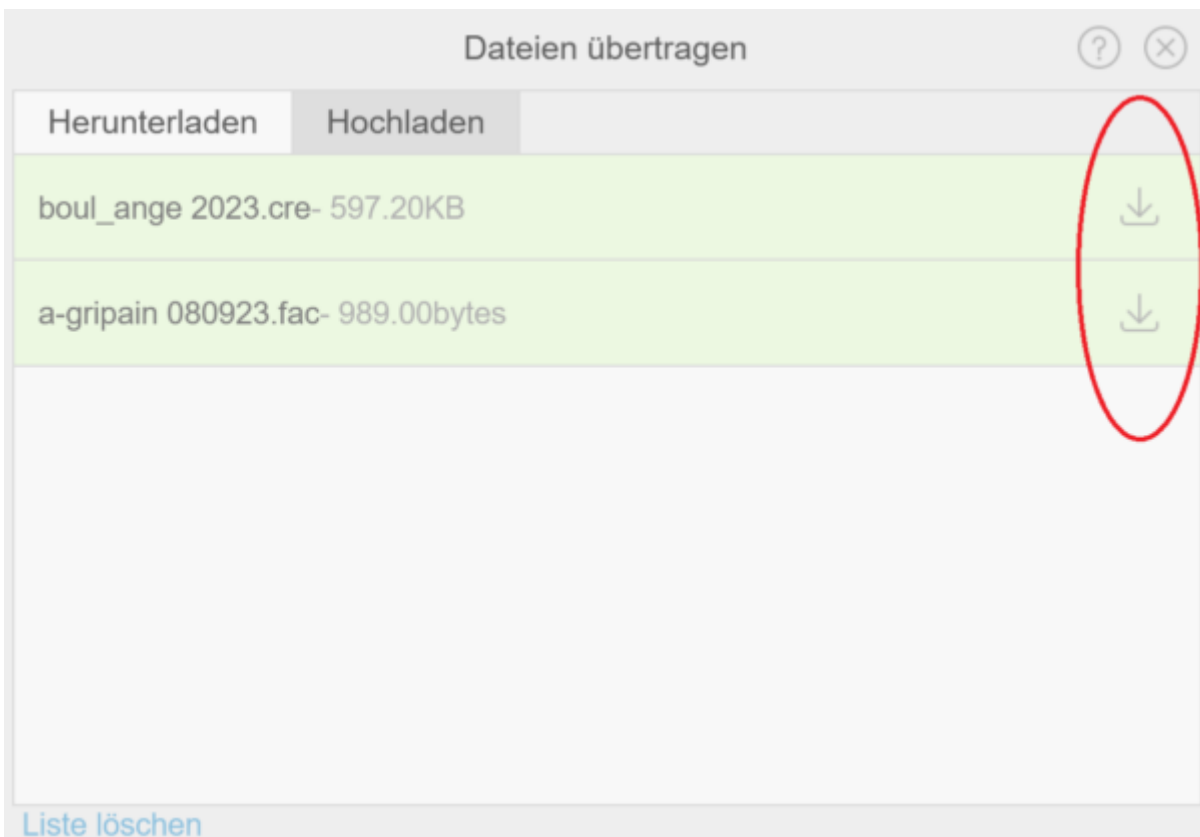 Dateien übertragen
Herunterladen Hochladen
boul_ange 2023.cre- 597.20KB
a-gripain 080923.fac- 989.00bytes
Liste löschen